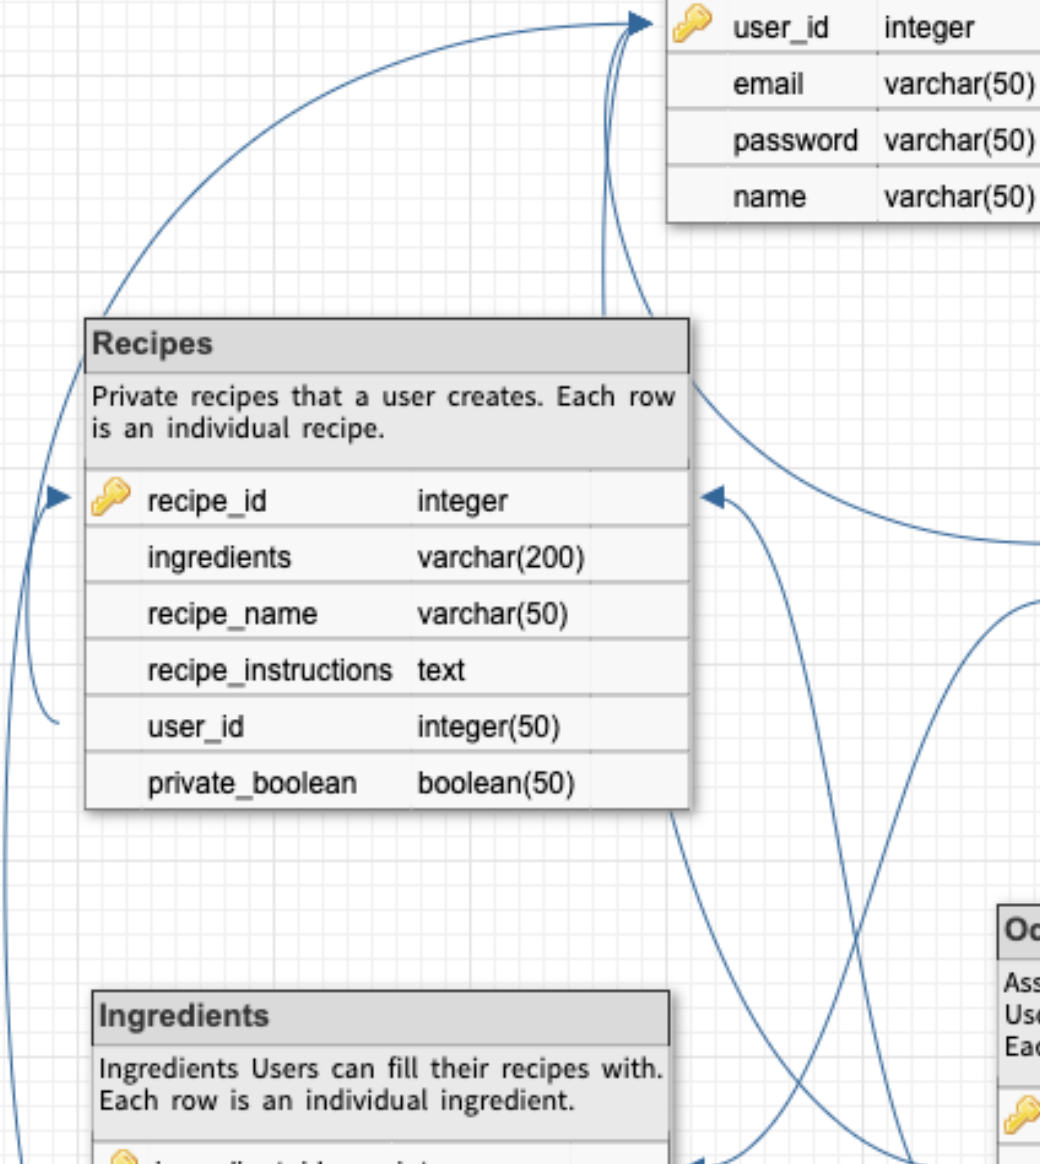 user_id integer
email varchar(50)
password varchar(50)
name varchar(50)
Recipes
Private recipes that a user creates. Each row
is an individual recipe.
recipe_id integer
ingredients varchar(200)
recipe_name varchar(50)
recipe_instructions text
user_id integer(50)
private_boolean boolean(50)
Ingredients
Ingredients Users can fill their recipes with.
Each row is an individual ingredient.